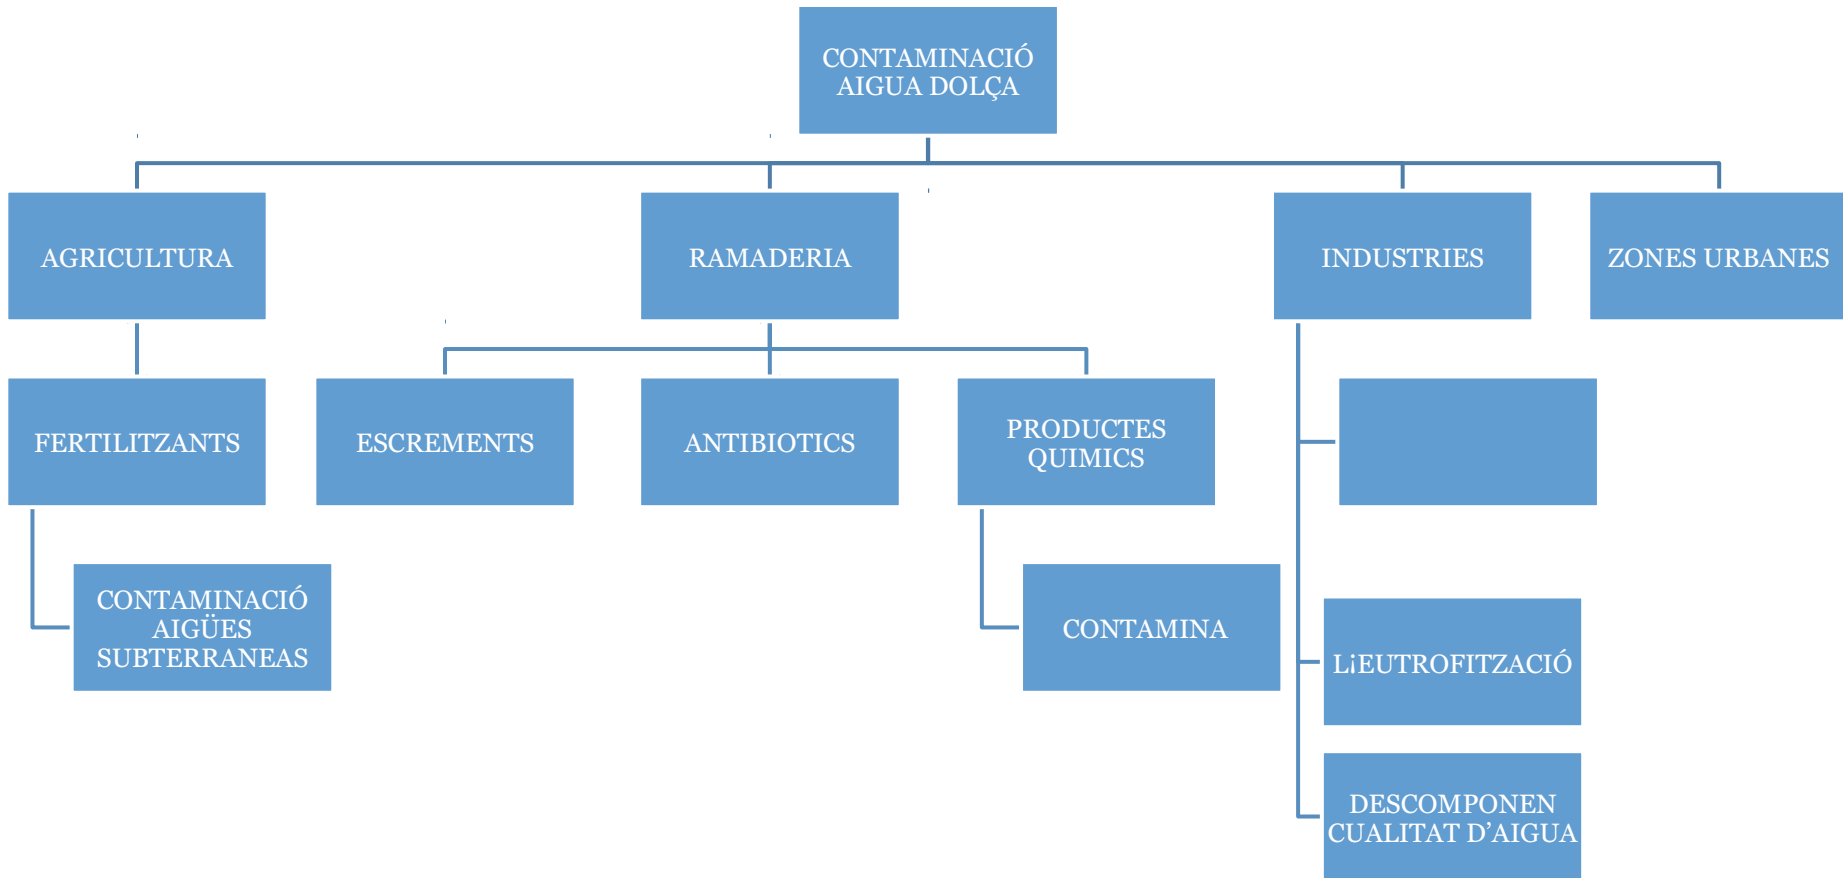 CONTAMINACIÓ
AIGUA DOLÇA
AGRICULTURA
RAMADERIA
INDUSTRIES
ZONES URBANES
FERTILITZANTS
ESCREMENTS
ANTIBIOTICS
PRODUCTES
QUIMICS
CONTAMINACIÓ
AIGÜES
SUBTERRANEAS
CONTAMINA
L¡EUTROFITZACIÓ
DESCOMPONEN
CUALITAT D’AIGUA